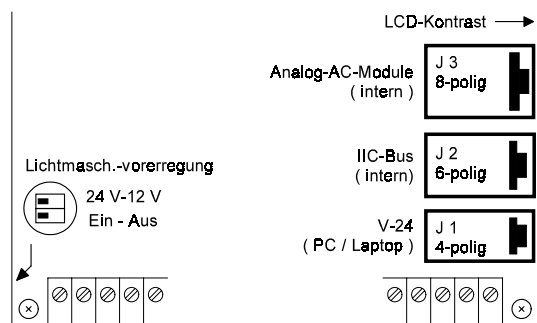 LCD-Kontrast
Analog-AC-Module
( intern )
J 3
8-polig
IIC-Bus
( intern)
J 2
6-polig
Lichtmasch.-vorerregung
24 V-12 V
Ein - Aus
V-24
( PC / Laptop )
J 1
4-polig